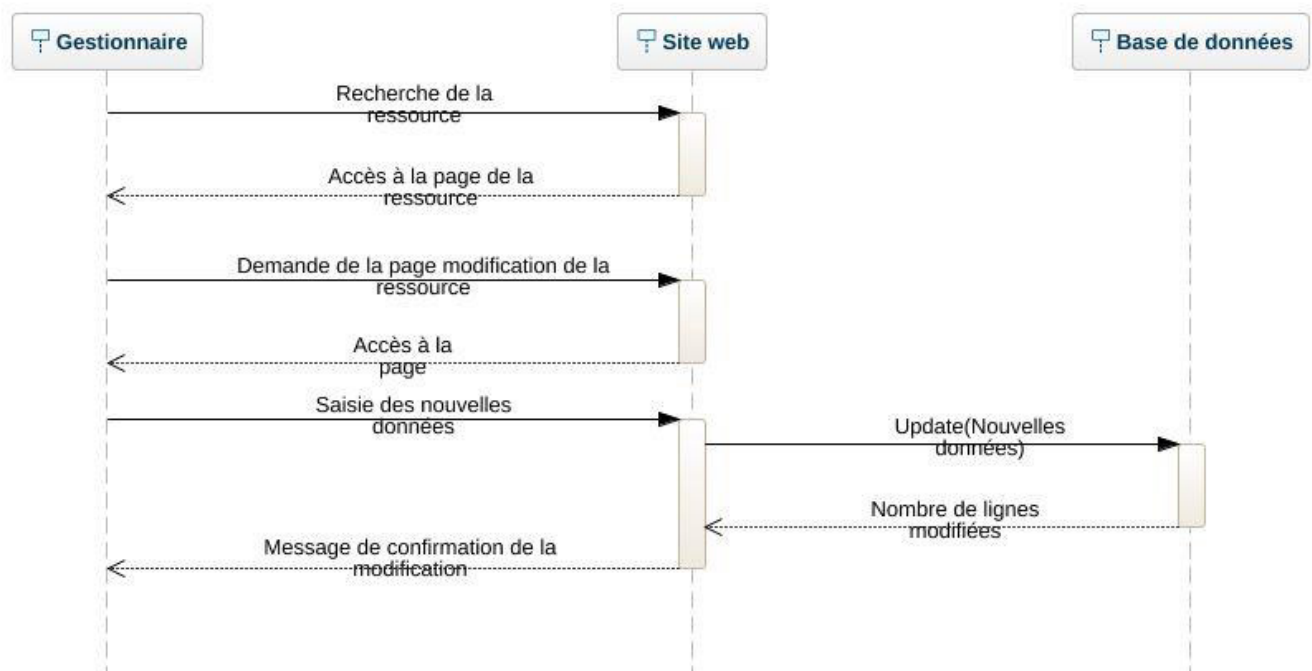 Gestionnaire
Site web
Base de données
Recherche de la
ressource
Accès à la page de la
ressource
Demande de la page modification de la
ressource
Accès à la
page
Saisie des nouvelles
données
Update(Nouvelles
données)
Nombre de lignes
modifiées
Message de confirmation de la
modification